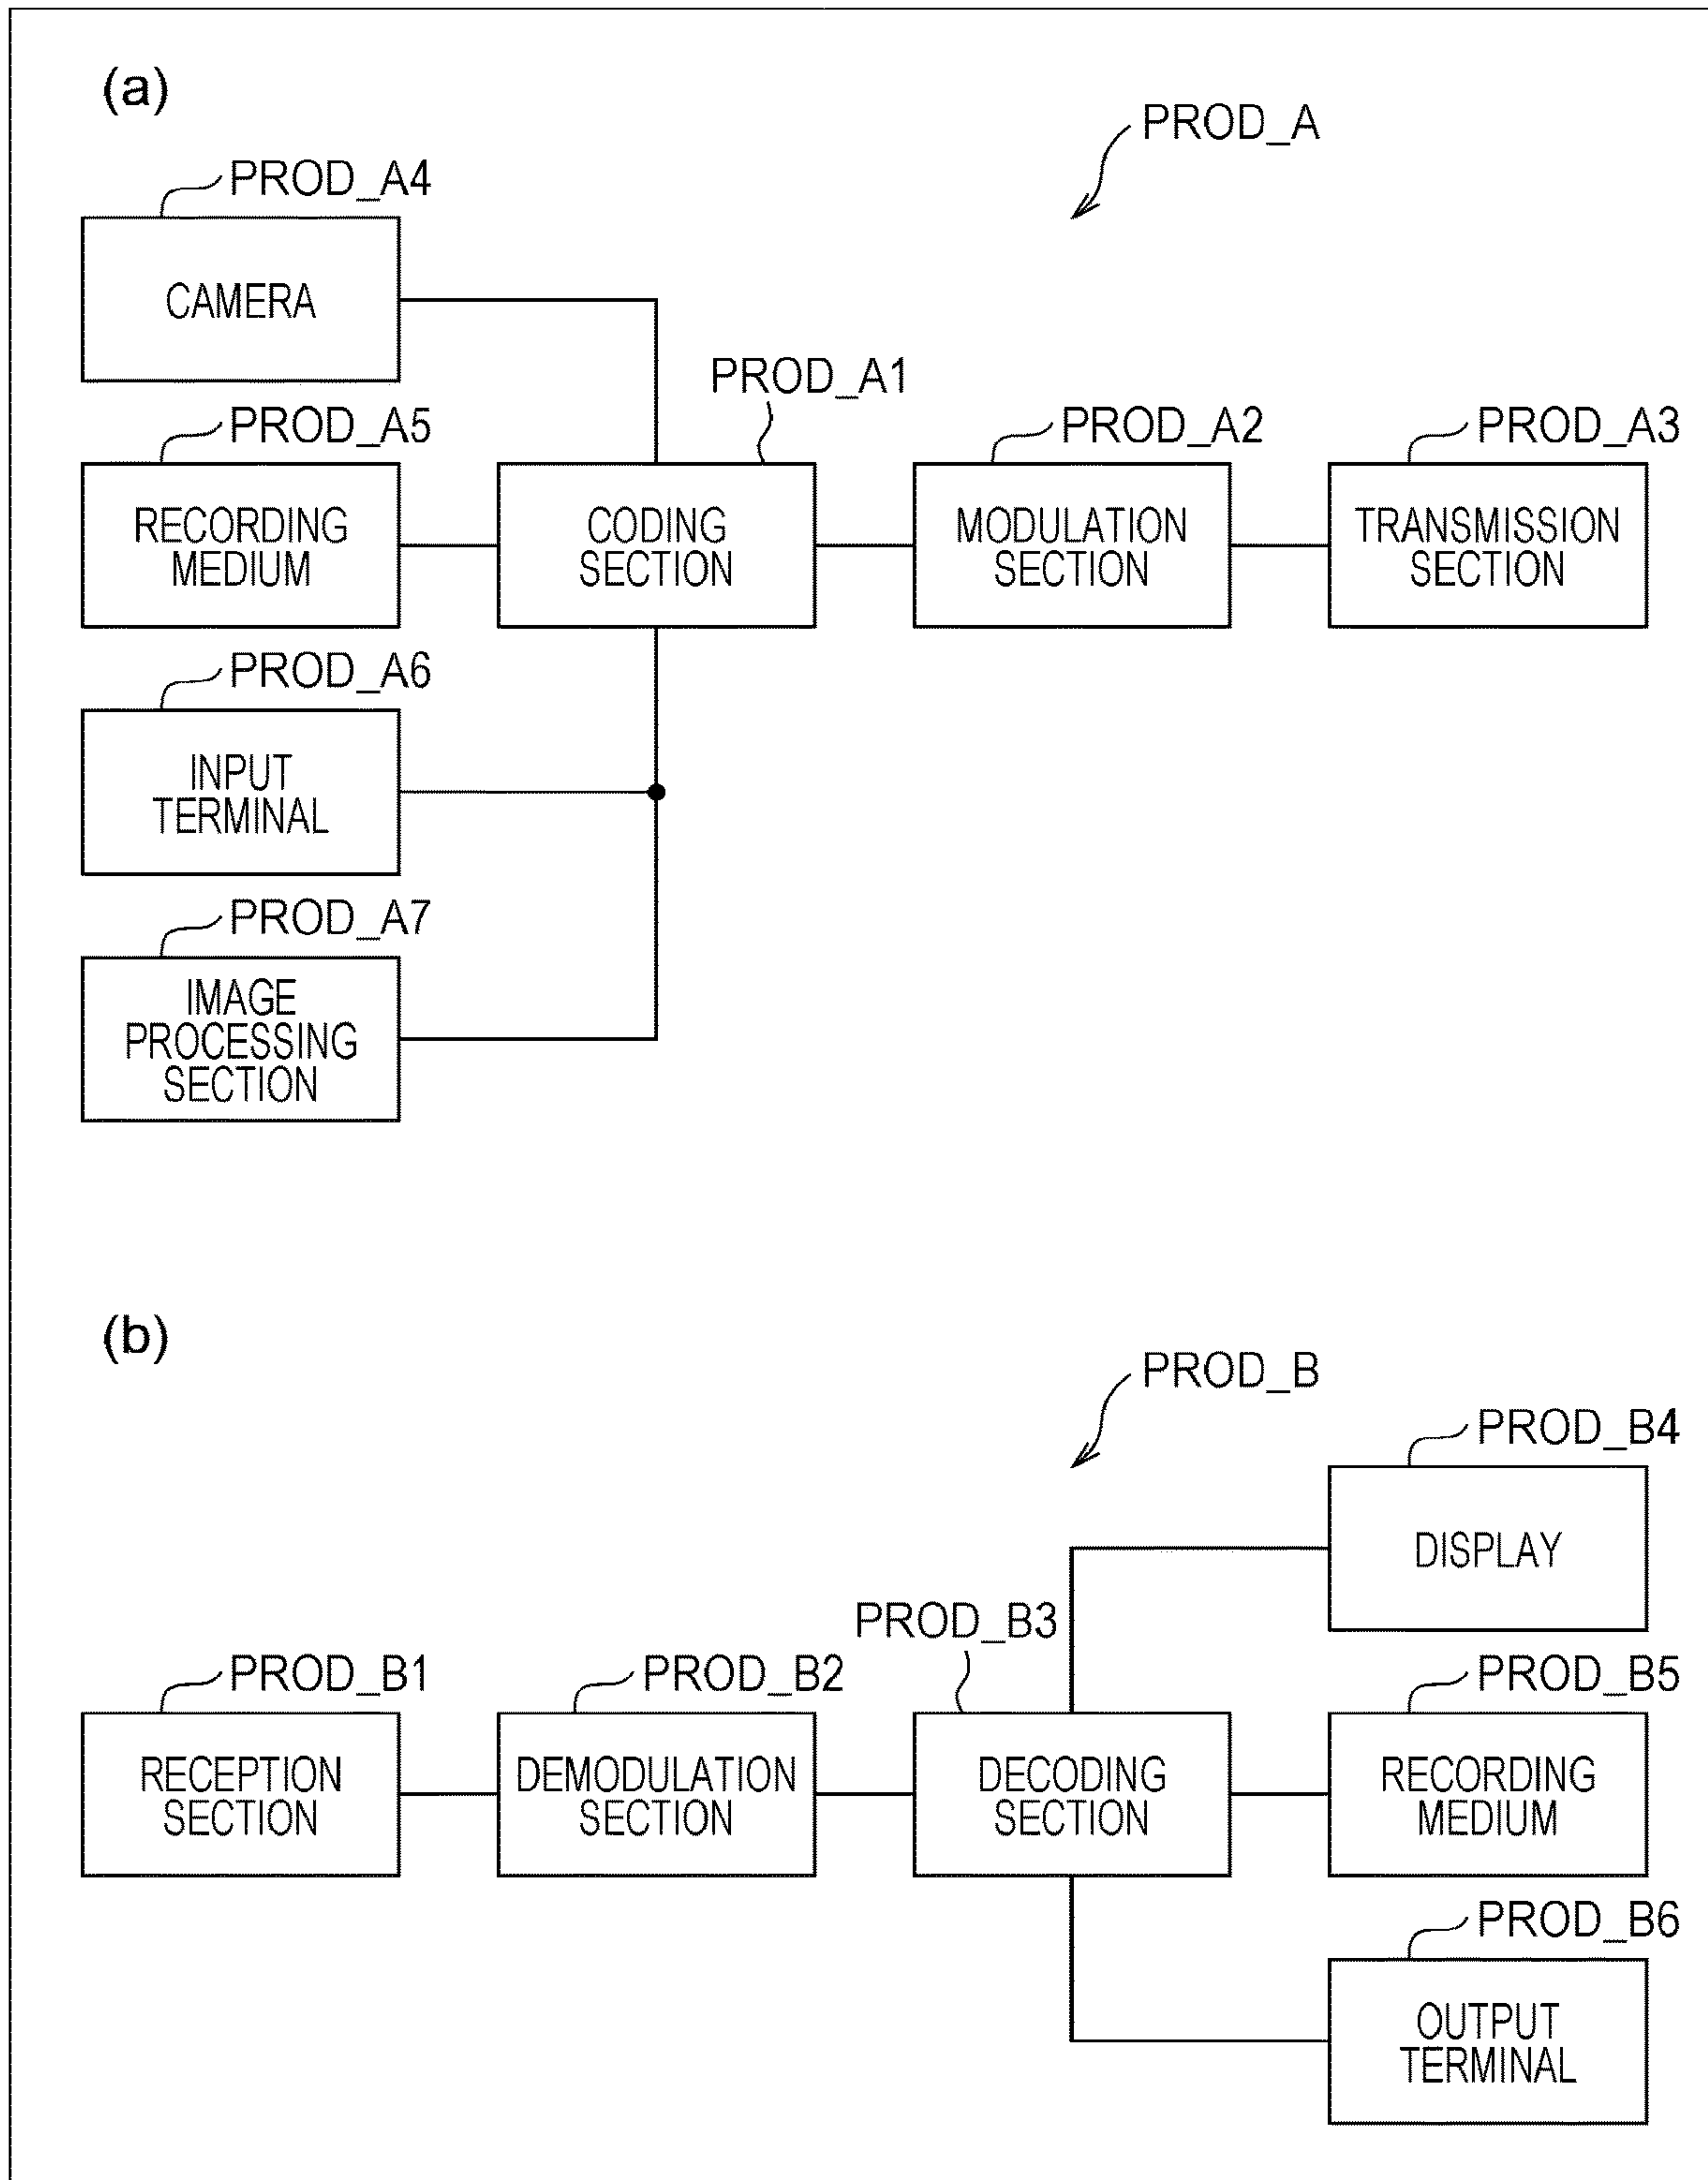 (a)
PROD_A
PROD_A4
CAMERA
PROD_A1
PROD_A5
PROD_A2
PROD_A3
RECORDING
MEDIUM
CODING
SECTION
MODULATION
SECTION
TRANSMISSION
SECTION
PROD_A6
INPUT
TERMINAL
PROD_A7
IMAGE
PROCESSING
SECTION
(b)
PROD_B
PROD_B4
DISPLAY
PROD_B3
PROD_B1
PROD_B2
PROD_B5
RECEPTION
SECTION
DEMODULATION
SECTION
DECODING
SECTION
RECORDING
MEDIUM
PROD_B6
OUTPUT
TERMINAL